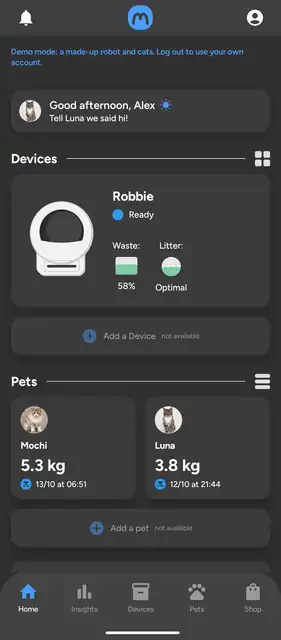 Demo mode: a made-up robot and cats. Log out to use your own
account.
Good afternoon, Alex
Tell Luna we said hi!
Devices
Robbie
Ready
Waste: Litter:
58% Optimal
Add a Device not available
Pets
Mochi Luna
5.3 kg 3.8 kg
13/10 at 06:51 12/10 at 21:44
Add a pet not available
Home Insights Devices Pets Shop